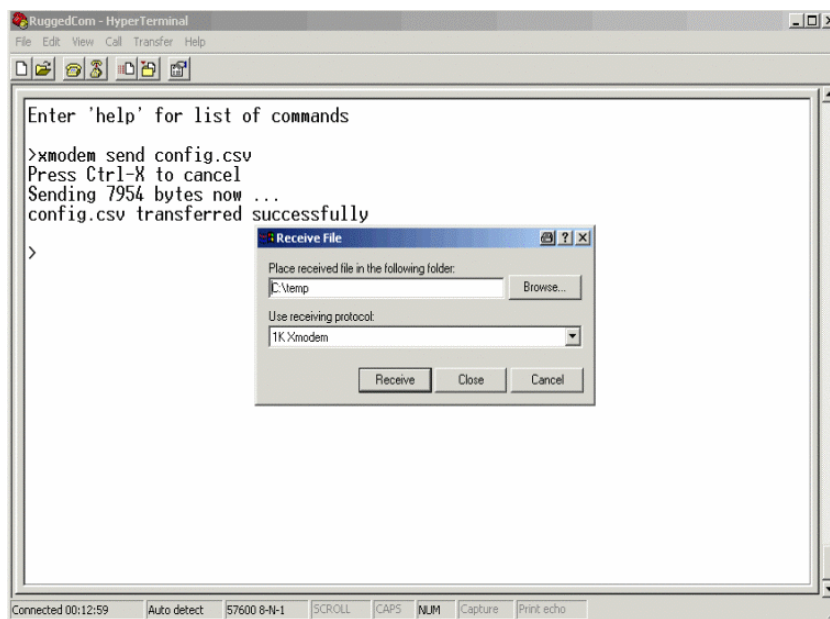 RuggedCom - HyperTerminal
File Edit View Call Transfer Help
Enter 'help' for list of commands
>xmodem send config.csv
Press Ctrl-X to cancel
Sending 7954 bytes now ...
config.csv transferred successfully
>
Receive File
Place received file in the following folder:
C:\temp
Browse...
Use receiving protocol:
1K Xmodem
Receive Close Cancel
Connected 00:12:59 Auto detect 57600 8-N-1 SCROLL CAPS NUM Capture Print echo